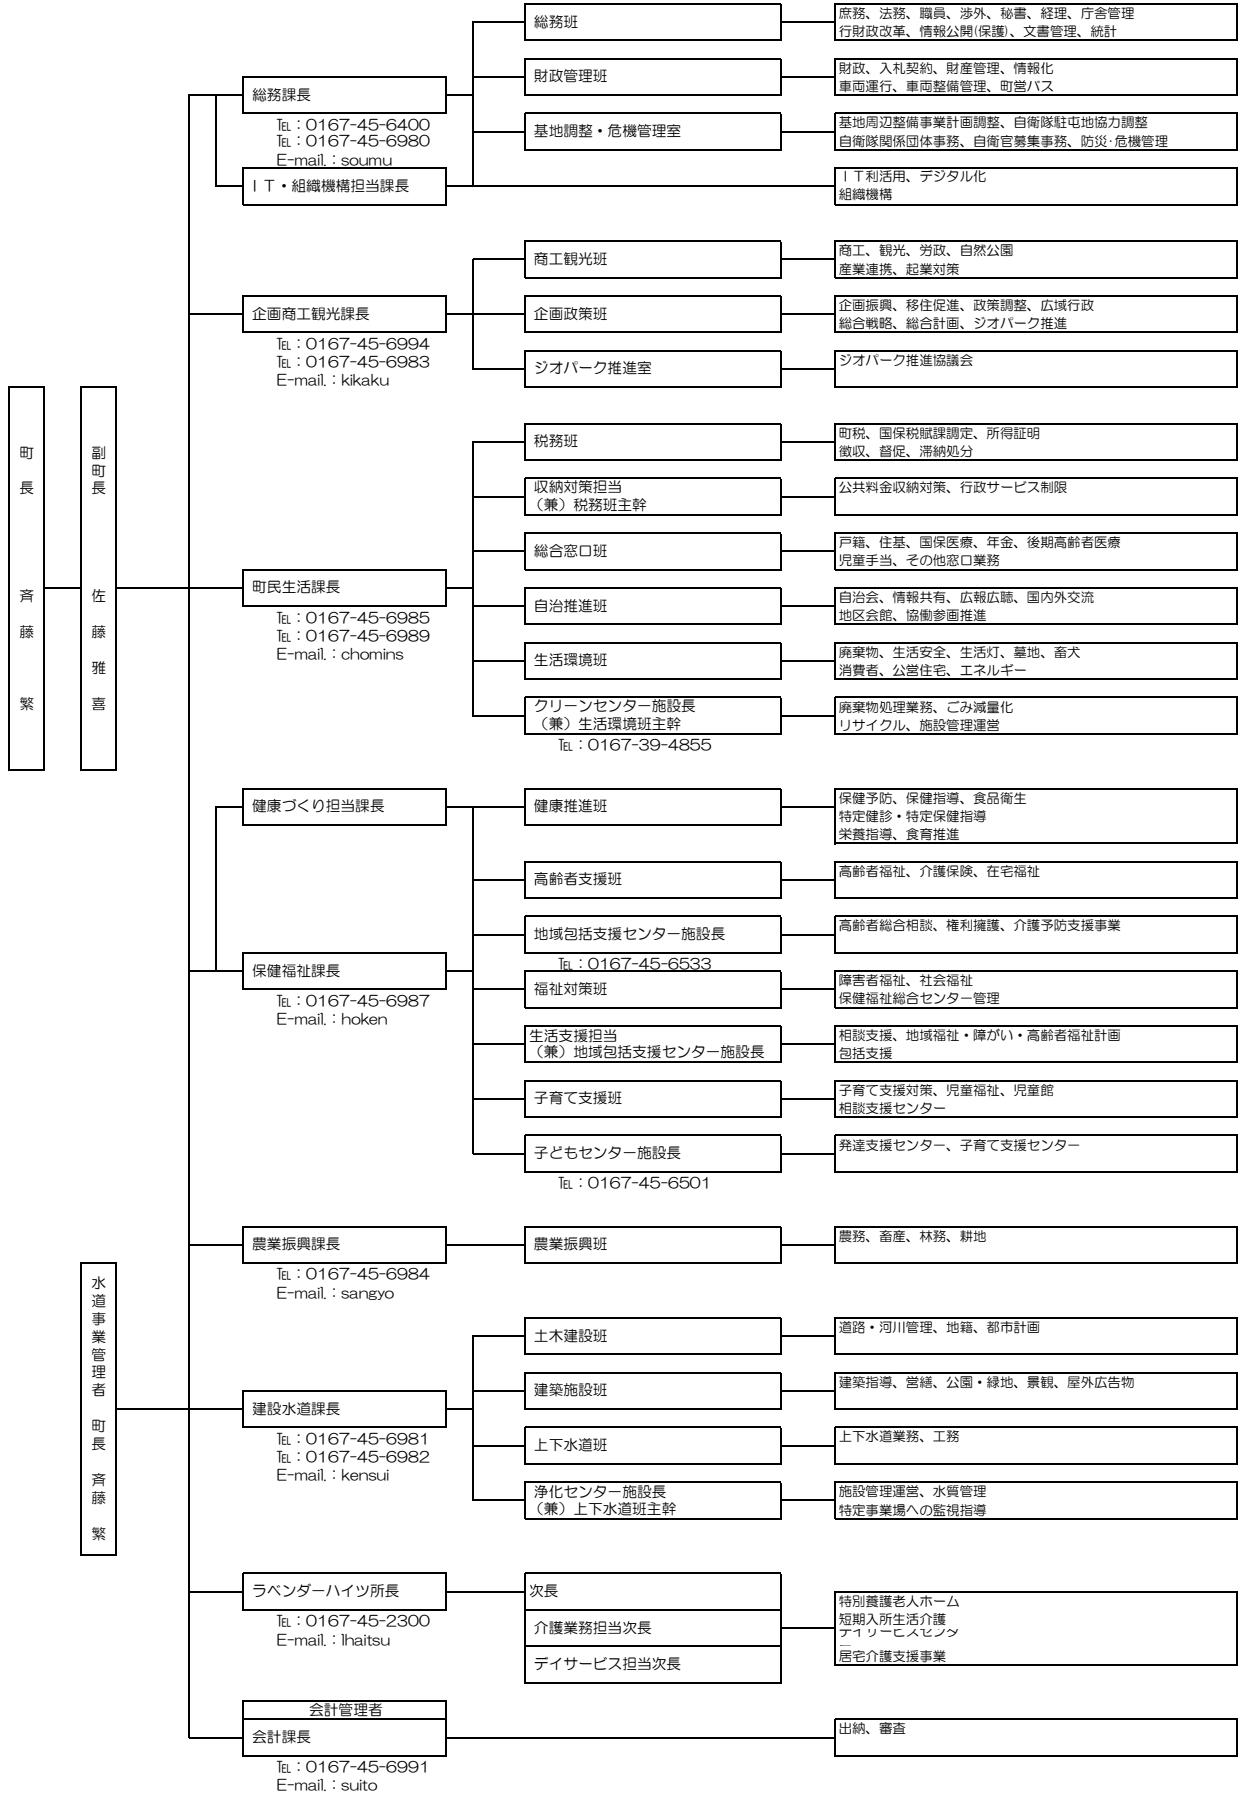 町長 斉藤 繁
副町長 佐藤雅喜
総務課長
℡：0167-45-6400
℡：0167-45-6980
E-mail.：soumu
総務班
庶務、法務、職員、渉外、秘書、経理、庁舎管理
行財政改革、情報公開(保護)、文書管理、統計
財政管理班
財政、入札契約、財産管理、情報化
車両運行、車両整備管理、町営バス
基地調整・危機管理室
基地周辺整備事業計画調整、自衛隊駐屯地協力調整
自衛隊関係団体事務、自衛官募集事務、防災･危機管理
ＩＴ・組織機構担当課長
ＩＴ利活用、デジタル化
組織機構
企画商工観光課長
℡：0167-45-6994
℡：0167-45-6983
E-mail.：kikaku
商工観光班
商工、観光、労政、自然公園
産業連携、起業対策
企画政策班
企画振興、移住促進、政策調整、広域行政
総合戦略、総合計画、ジオパーク推進
ジオパーク推進室
ジオパーク推進協議会
町民生活課長
℡：0167-45-6985
℡：0167-45-6989
E-mail.：chomins
税務班
町税、国保税賦課調定、所得証明
徴収、督促、滞納処分
収納対策担当
（兼）税務班主幹
公共料金収納対策、行政サービス制限
総合窓口班
戸籍、住基、国保医療、年金、後期高齢者医療
児童手当、その他窓口業務
自治推進班
自治会、情報共有、広報広聴、国内外交流
地区会館、協働参画推進
生活環境班
廃棄物、生活安全、生活灯、墓地、畜犬
消費者、公営住宅、エネルギー
クリーンセンター施設長
（兼）生活環境班主幹
℡：0167-39-4855
廃棄物処理業務、ごみ減量化
リサイクル、施設管理運営
健康づくり担当課長
健康推進班
保健予防、保健指導、食品衛生
特定健診・特定保健指導
栄養指導、食育推進
高齢者支援班
高齢者福祉、介護保険、在宅福祉
地域包括支援センター施設長
℡：0167-45-6533
高齢者総合相談、権利擁護、介護予防支援事業
保健福祉課長
℡：0167-45-6987
E-mail.：hoken
福祉対策班
障害者福祉、社会福祉
保健福祉総合センター管理
生活支援担当
（兼）地域包括支援センター施設長
相談支援、地域福祉・障がい・高齢者福祉計画
包括支援
子育て支援班
子育て支援対策、児童福祉、児童館
相談支援センター
子どもセンター施設長
℡：0167-45-6501
発達支援センター、子育て支援センター
農業振興課長
℡：0167-45-6984
E-mail.：sangyo
農業振興班
農務、畜産、林務、耕地
水道事業管理者 町長 斉藤 繁
建設水道課長
℡：0167-45-6981
℡：0167-45-6982
E-mail.：kensui
土木建設班
道路・河川管理、地籍、都市計画
建築施設班
建築指導、営繕、公園・緑地、景観、屋外広告物
上下水道班
上下水道業務、工務
浄化センター施設長
（兼）上下水道班主幹
施設管理運営、水質管理
特定事業場への監視指導
ラベンダーハイツ所長
℡：0167-45-2300
E-mail.：lhaitsu
次長
介護業務担当次長
デイサービス担当次長
特別養護老人ホーム
短期入所生活介護
デイサービスセンタ
ー
居宅介護支援事業
会計管理者
会計課長
℡：0167-45-6991
E-mail.：suito
出納、審査